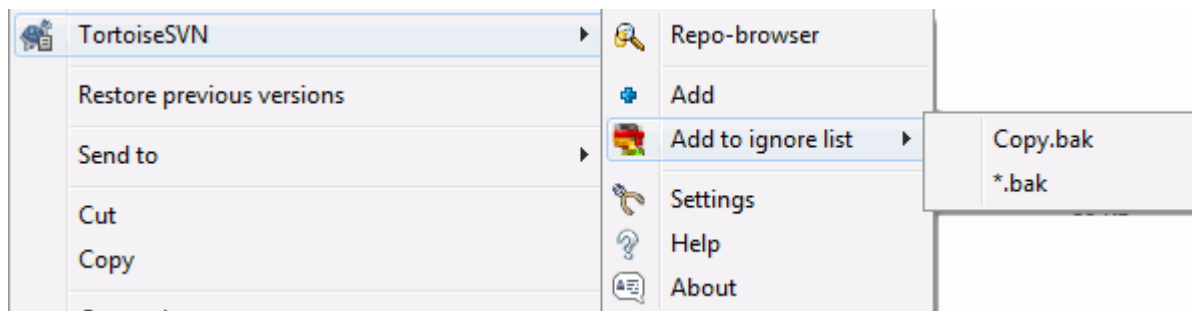 TortoiseSVN
Restore previous versions
Send to
Cut
Copy
Repo-browser
Add
Add to ignore list
Settings
Help
About
Copy.bak
*.bak